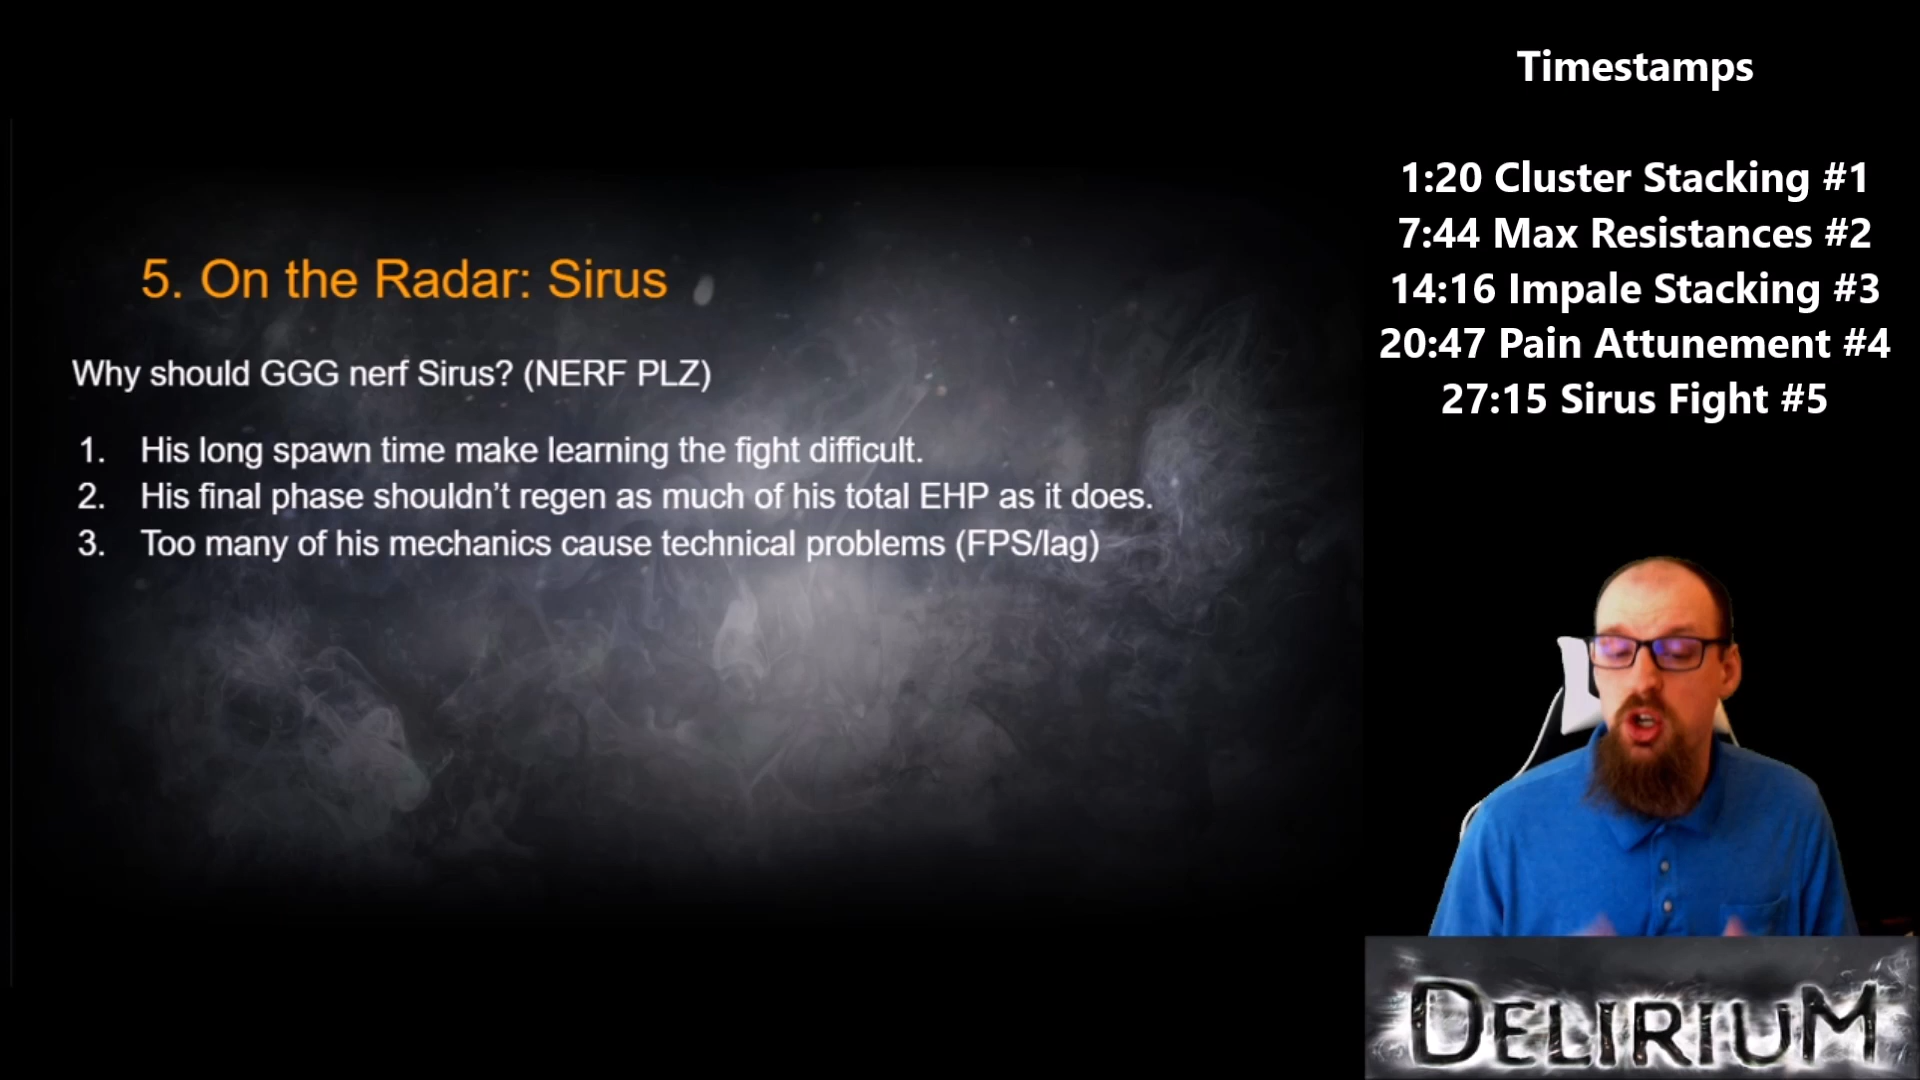 5. On the Radar: Sirus
Why should GGG nerf Sirus? (NERF PLZ)
1. His long spawn time make learning the fight difficult.
2. His final phase shouldn't regen as much of his total EHP as it does.
3. Too many of his mechanics cause technical problems (FPS/lag)
Timestamps
1:20 Cluster Stacking #1
7:44 Max Resistances #2
14:16 Impale Stacking #3
20:47 Pain Attunement #4
27:15 Sirus Fight #5
DELIRIUM